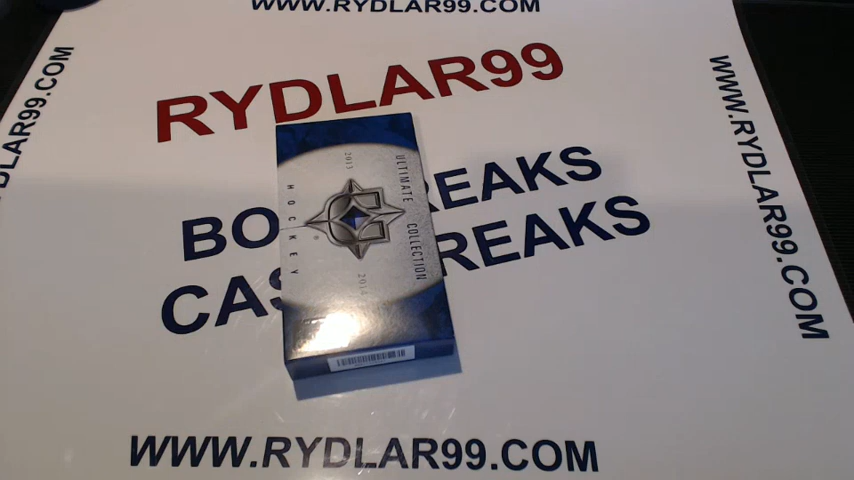 WWW.RYDLAR99.COM
RYDLAR99
BO REAKS
CAS REAKS
ULTIMATE COLLECTION
2013 2014
HOCKEY
LAR99.COM
WWW.RYDLAR99.COM
WWW.RYDLAR99.COM